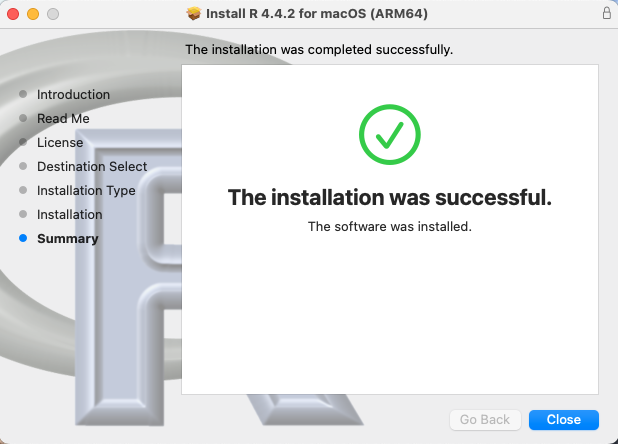 Install R 4.4.2 for macOS (ARM64)
The installation was completed successfully.
Introduction
Read Me
License
Destination Select
Installation Type
Installation
Summary
The installation was successful.
The software was installed.
Go Back
Close